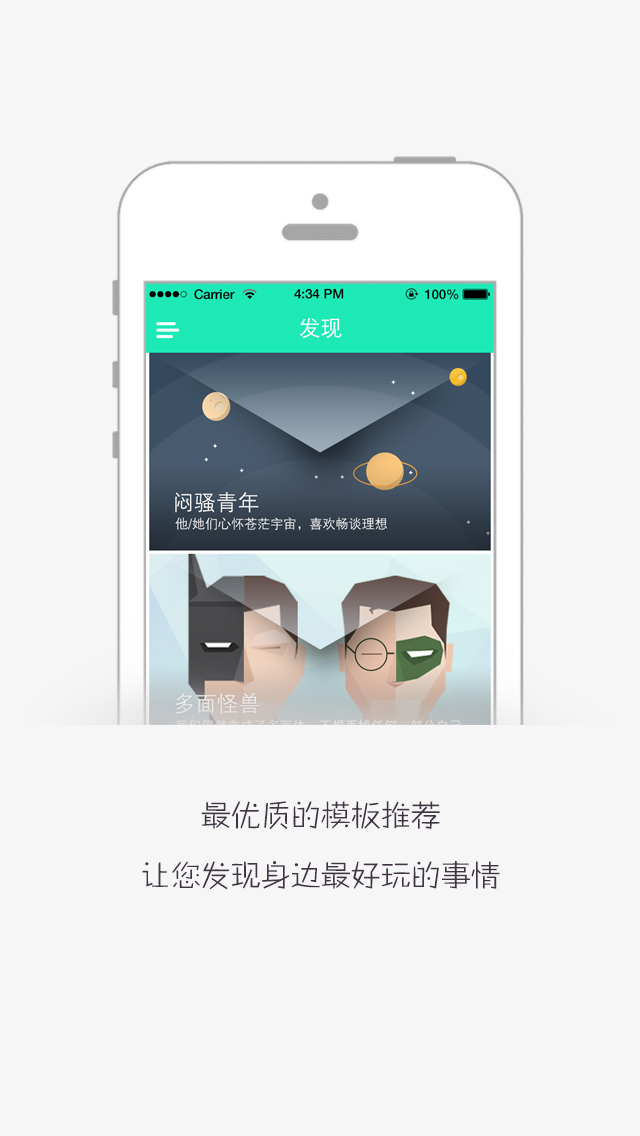 Carrier 4:34 PM 100%
发现
闷骚青年
他/她们心怀苍茫宇宙，喜欢畅谈理想
多面怪兽
最优质的模板推荐
让您发现身边最好玩的事情